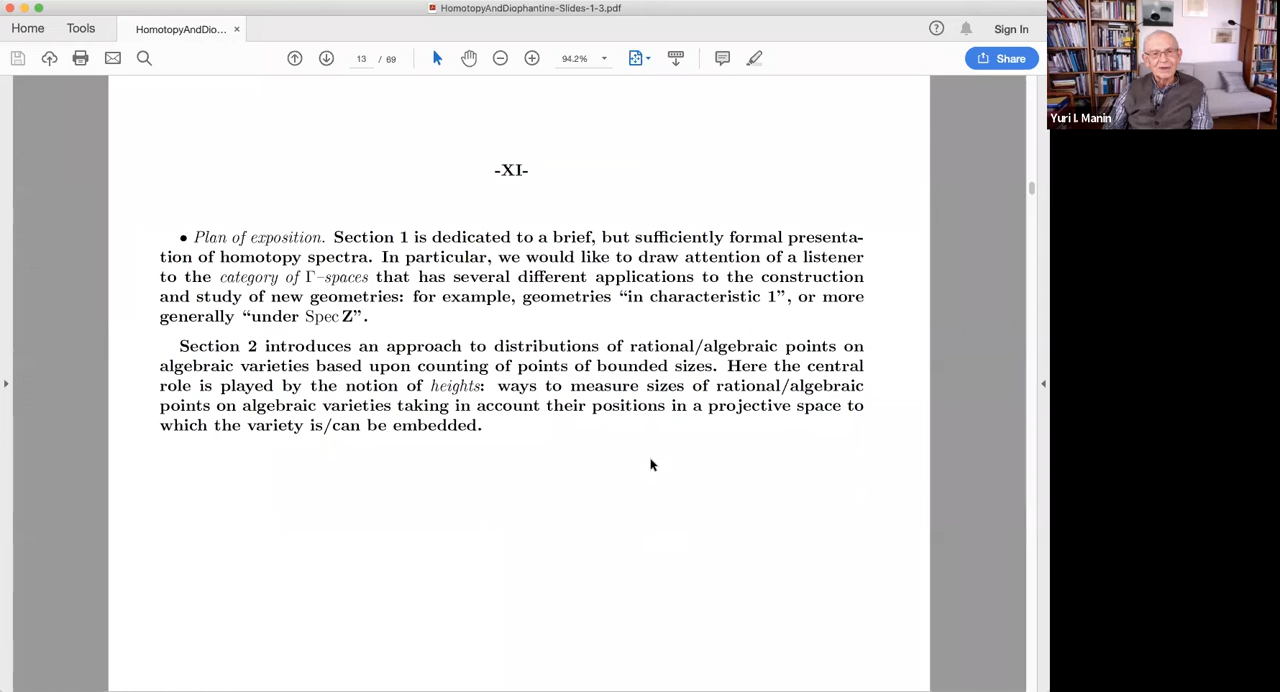 HomotopyAndDiophantine-Slides-1-3.pdf
Home Tools HomotopyAndDio... × Sign In
13 / 69 94.2% Share
Yuri I. Manin
-XI-
• Plan of exposition. Section 1 is dedicated to a brief, but sufficiently formal presenta-
tion of homotopy spectra. In particular, we would like to draw attention of a listener
to the category of Γ–spaces that has several different applications to the construction
and study of new geometries: for example, geometries “in characteristic 1”, or more
generally “under Spec Z”.
Section 2 introduces an approach to distributions of rational/algebraic points on
algebraic varieties based upon counting of points of bounded sizes. Here the central
role is played by the notion of heights: ways to measure sizes of rational/algebraic
points on algebraic varieties taking in account their positions in a projective space to
which the variety is/can be embedded.